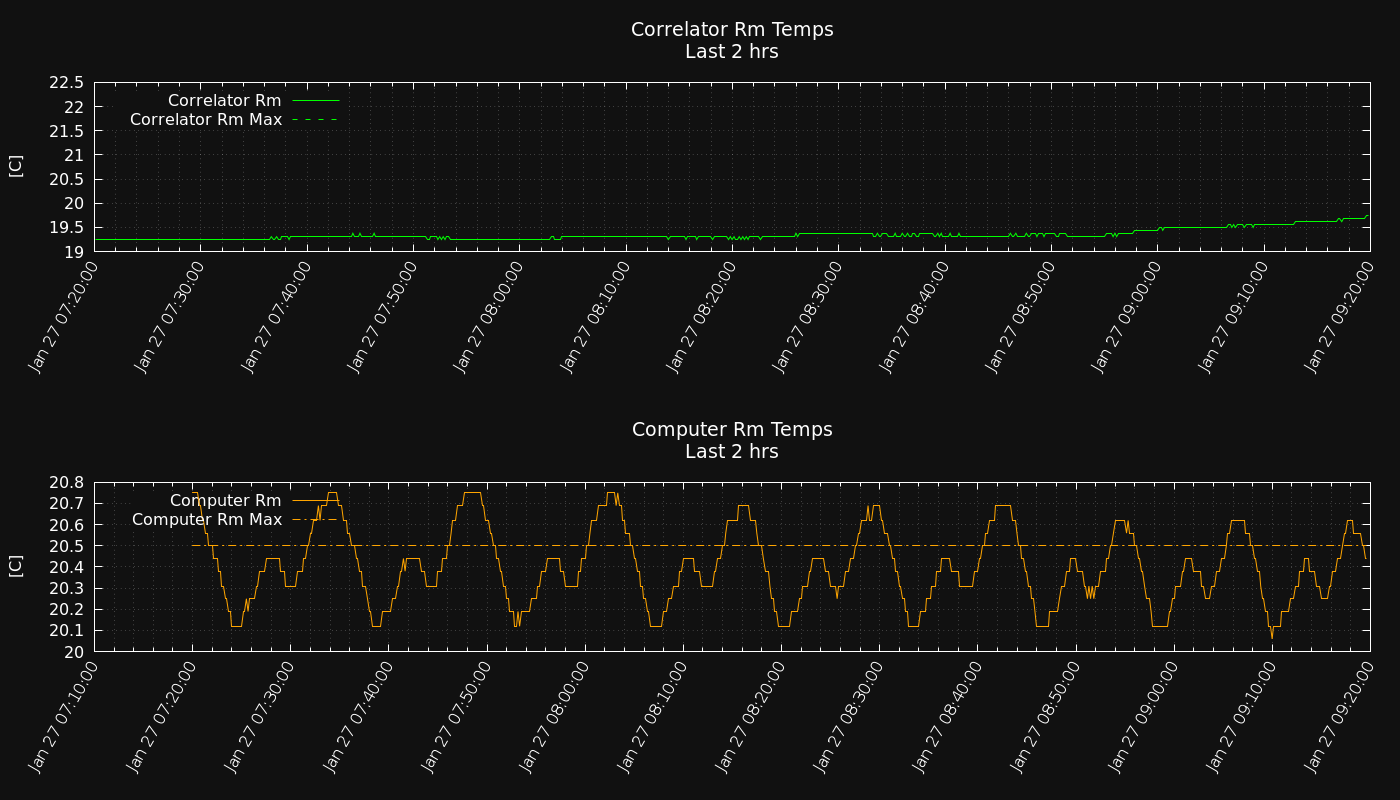 Correlator Rm Temps
Last 2 hrs
22.5
22
21.5
21
20.5
20
19.5
19
[C]
Correlator Rm
Correlator Rm Max
Jan 27 07:20:00
Jan 27 07:30:00
Jan 27 07:40:00
Jan 27 07:50:00
Jan 27 08:00:00
Jan 27 08:10:00
Jan 27 08:20:00
Jan 27 08:30:00
Jan 27 08:40:00
Jan 27 08:50:00
Jan 27 09:00:00
Jan 27 09:10:00
Jan 27 09:20:00
Computer Rm Temps
Last 2 hrs
20.8
20.7
20.6
20.5
20.4
20.3
20.2
20.1
20
[C]
Computer Rm
Computer Rm Max
Jan 27 07:10:00
Jan 27 07:20:00
Jan 27 07:30:00
Jan 27 07:40:00
Jan 27 07:50:00
Jan 27 08:00:00
Jan 27 08:10:00
Jan 27 08:20:00
Jan 27 08:30:00
Jan 27 08:40:00
Jan 27 08:50:00
Jan 27 09:00:00
Jan 27 09:10:00
Jan 27 09:20:00